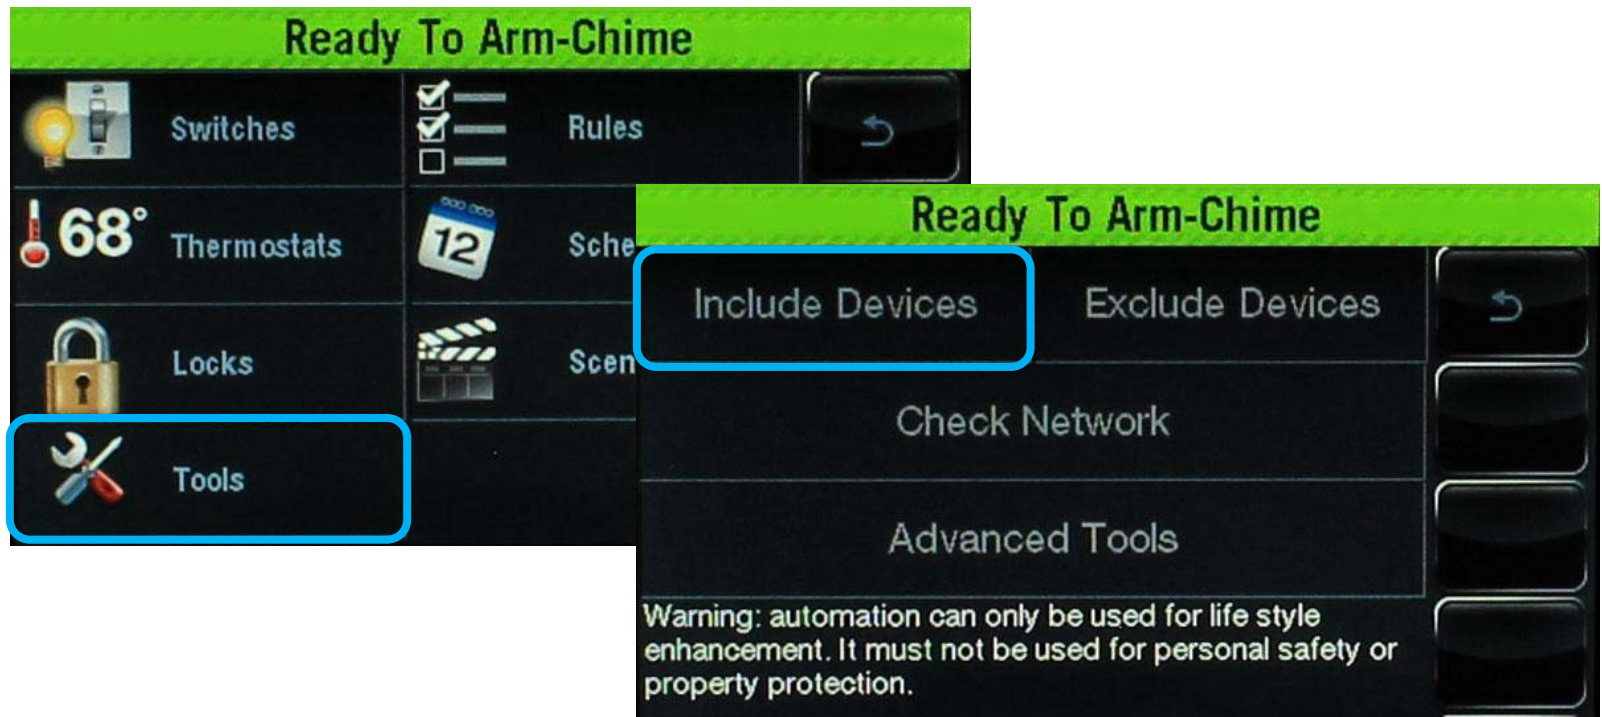 Ready To Arm-Chime
Switches
Rules
68°
Thermostats
12
Sche
Locks
Scen
Tools
Ready To Arm-Chime
Include Devices
Exclude Devices
Check Network
Advanced Tools
Warning: automation can only be used for life style
enhancement. It must not be used for personal safety or
property protection.